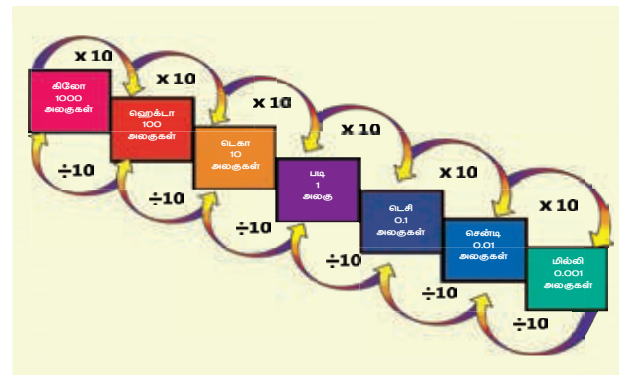 x 10
x 10
x 10
x 10
x 10
x 10
கிலோ
1000
அலகுகள்
ஹெக்டா
100
அலகுகள்
டெகா
10
அலகுகள்
படி
1
அலகு
டெசி
0.1
அலகுகள்
சென்டி
0.01
அலகுகள்
மில்லி
0.001
அலகுகள்
÷10
÷10
÷10
÷10
÷10
÷10